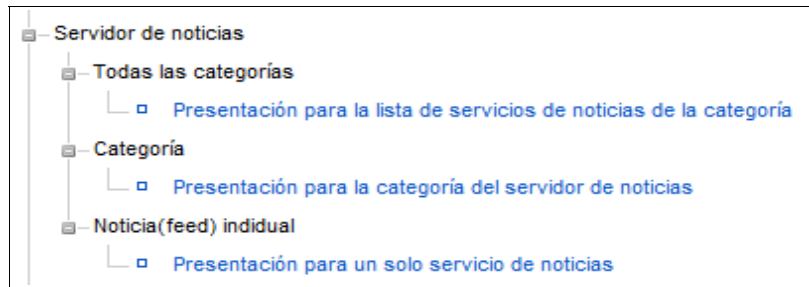 Servidor de noticias
Todas las categorías
Presentación para la lista de servicios de noticias de la categoría
Categoría
Presentación para la categoría del servidor de noticias
Noticia(feed) indidual
Presentación para un solo servicio de noticias